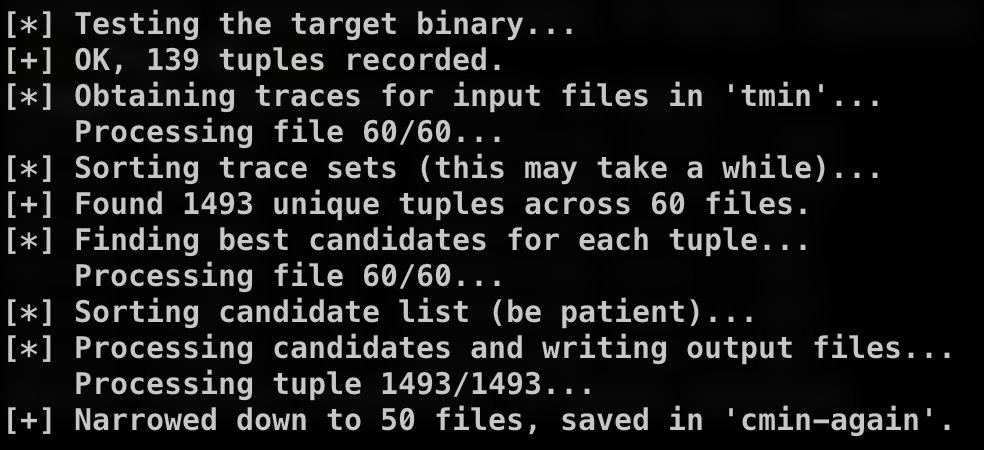 [*] Testing the target binary...
[+] OK, 139 tuples recorded.
[*] Obtaining traces for input files in 'tmin'...
    Processing file 60/60...
[*] Sorting trace sets (this may take a while)...
[+] Found 1493 unique tuples across 60 files.
[*] Finding best candidates for each tuple...
    Processing file 60/60...
[*] Sorting candidate list (be patient)...
[*] Processing candidates and writing output files...
    Processing tuple 1493/1493...
[+] Narrowed down to 50 files, saved in 'cmin-again'.